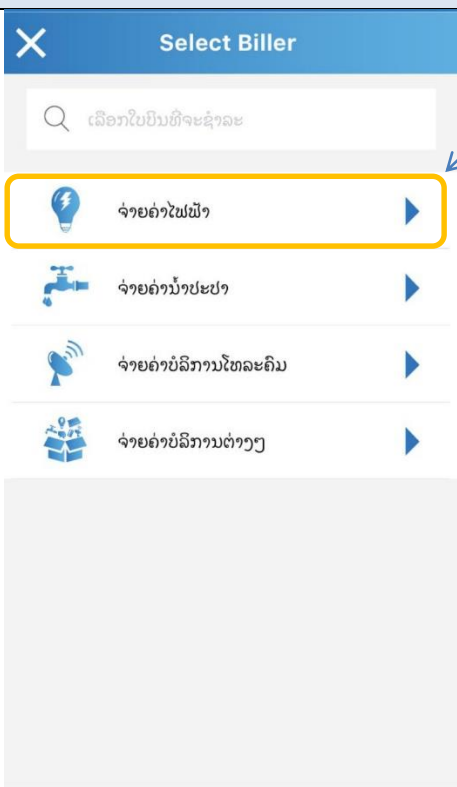 Select Biller
ເລືອກໃບບິນທີ່ຈະຊຳລະ
ຈ່າຍຄ່າໄຟຟ້າ
ຈ່າຍຄ່ານ້ຳປະປາ
ຈ່າຍຄ່າບໍລິການໂທລະຄົມ
ຈ່າຍຄ່າບໍລິການຕ່າງໆ